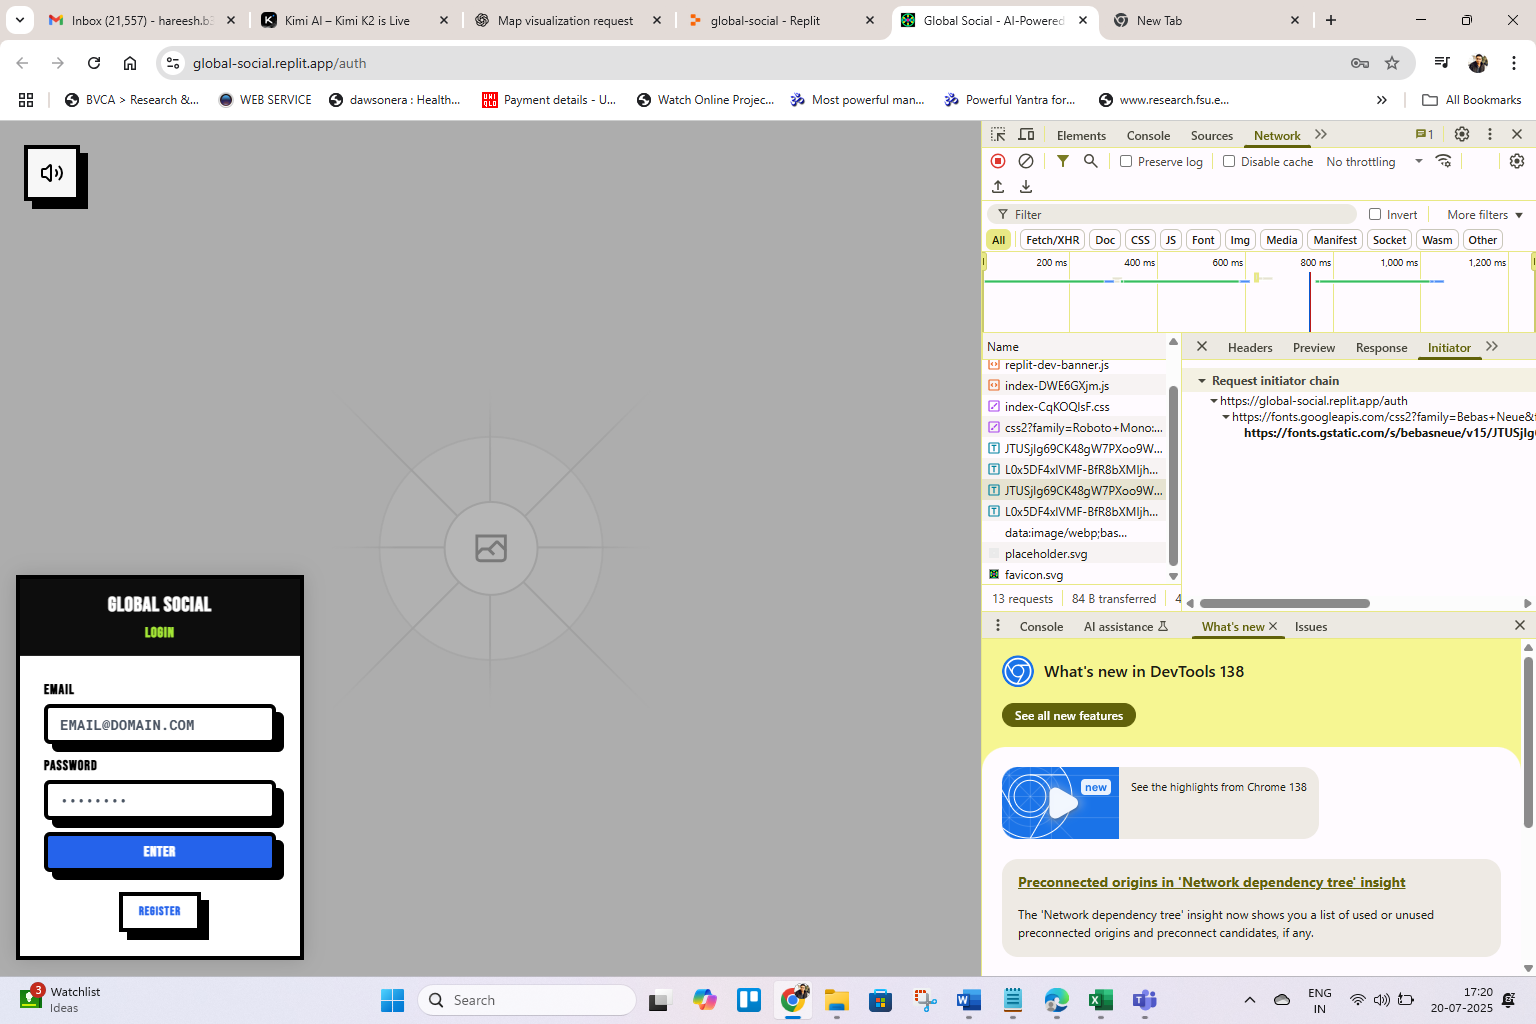 Inbox (21,557) - hareesh.b
Kimi AI – Kimi K2 is Live
Map visualization request
global-social - Replit
Global Social - AI-Powered
New Tab
global-social.replit.app/auth
BVCA > Research &...
WEB SERVICE
dawsonera : Health...
UNI QLO
Payment details - U...
Watch Online Projec...
Most powerful man...
Powerful Yantra for...
www.research.fsu.e...
All Bookmarks
Elements
Console
Sources
Network
1
Preserve log
Disable cache
No throttling
Filter
Invert
More filters
All
Fetch/XHR
Doc
CSS
JS
Font
Img
Media
Manifest
Socket
Wasm
Other
200 ms
400 ms
600 ms
800 ms
1,000 ms
1,200 ms
Name
Headers
Preview
Response
Initiator
replit-dev-banner.js
index-DWE6GXjm.js
index-CqKOQlsF.css
css2?family=Roboto+Mono:...
JTUSjIg69CK48gW7PXoo9W...
L0x5DF4xlVMF-BfR8bXMIjh...
JTUSjIg69CK48gW7PXoo9W...
L0x5DF4xlVMF-BfR8bXMIjh...
data:image/webp;bas...
placeholder.svg
favicon.svg
Request initiator chain
https://global-social.replit.app/auth
https://fonts.googleapis.com/css2?family=Bebas+Neue&f
https://fonts.gstatic.com/s/bebasneue/v15/JTUSjIg
13 requests
84 B transferred
4
Console
AI assistance
What's new
Issues
What's new in DevTools 138
See all new features
new
See the highlights from Chrome 138
Preconnected origins in 'Network dependency tree' insight
The 'Network dependency tree' insight now shows you a list of used or unused
preconnected origins and preconnect candidates, if any.
GLOBAL SOCIAL
LOGIN
EMAIL
EMAIL@DOMAIN.COM
PASSWORD
••••••••
ENTER
REGISTER
3
Watchlist
Ideas
Search
ENG
IN
17:20
20-07-2025